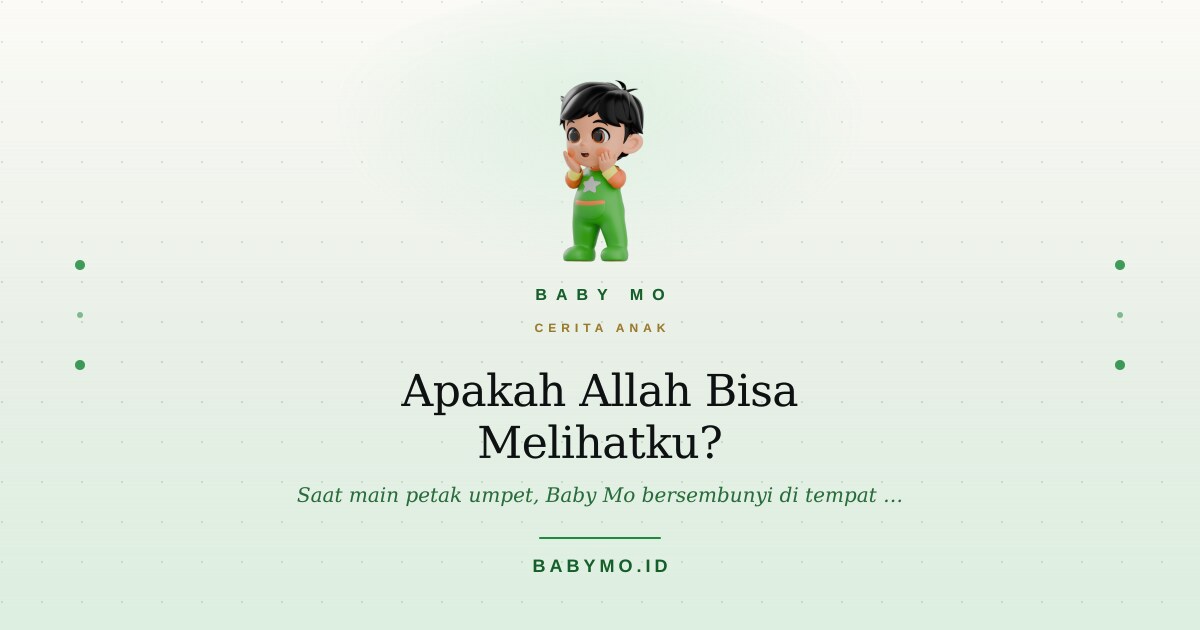 BABY MO
CERITA ANAK
Apakah Allah Bisa
Melihatku?
Saat main petak umpet, Baby Mo bersembunyi di tempat …
BABYMO.ID